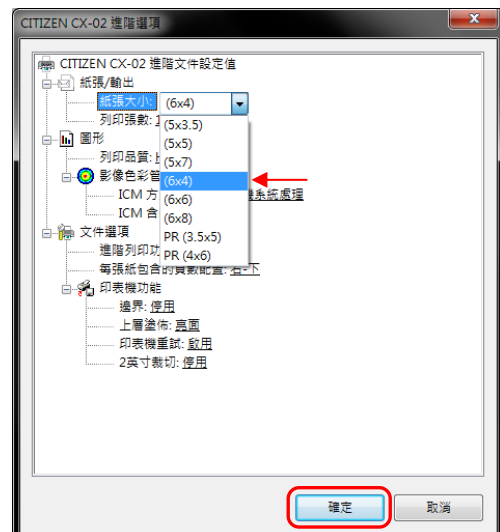 CITIZEN CX-02 進階選項
CITIZEN CX-02 進階文件設定值
紙張/輸出
紙張大小: (6x4)
列印張數:
(5x3.5)
(5x5)
(5x7)
(6x4)
(6x6)
(6x8)
PR (3.5x5)
PR (4x6)
圖形
列印品質:
影像色彩管
ICM 方 機系統處理
ICM 含
文件選項
進階列印功
每張紙包含的頁數配置: 右-下
印表機功能
邊界: 停用
上層塗佈: 亮面
印表機重試: 啟用
2英寸裁切: 停用
確定
取消